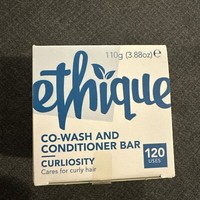 110g (3.88oz) e
ethique
CO-WASH AND
CONDITIONER BAR
CURLIOSITY
Cares for curly hair
120
USES